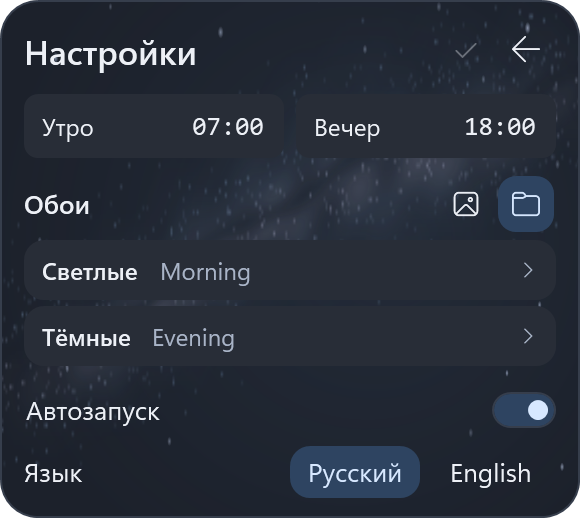 Настройки
Утро 07:00 Вечер 18:00
Обои
Светлые Morning
Тёмные Evening
Автозапуск
Язык Русский English